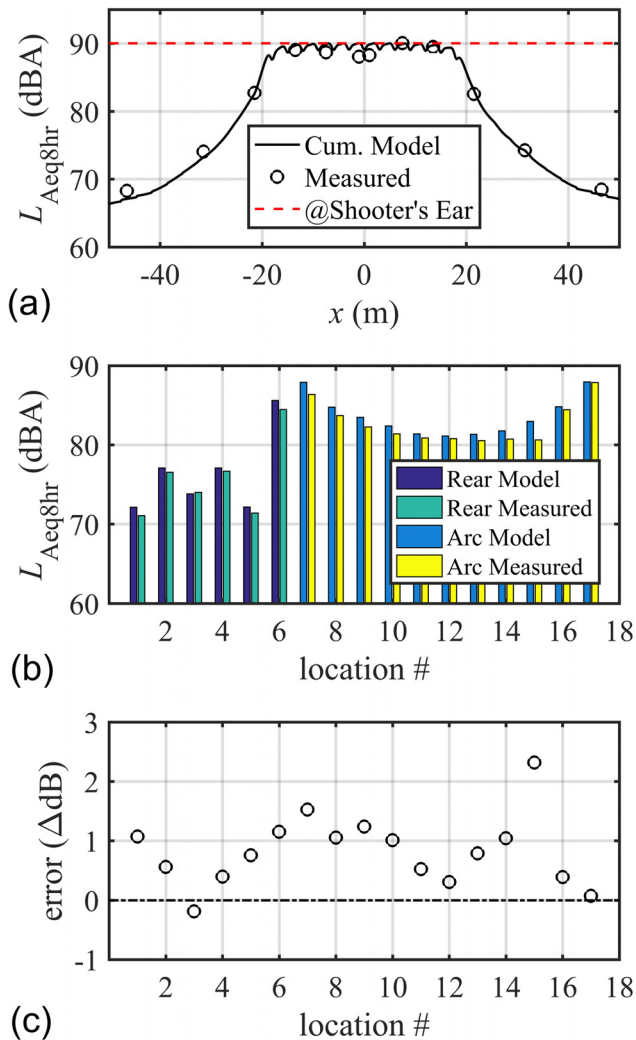 90
80
70
60
L_Aeq8hr (dBA)
Cum. Model
Measured
@Shooter's Ear
-40 -20 0 20 40
x (m)
(a)
90
80
70
60
L_Aeq8hr (dBA)
Rear Model
Rear Measured
Arc Model
Arc Measured
2 4 6 8 10 12 14 16 18
location #
(b)
3
2
1
0
-1
error (ΔdB)
2 4 6 8 10 12 14 16 18
location #
(c)